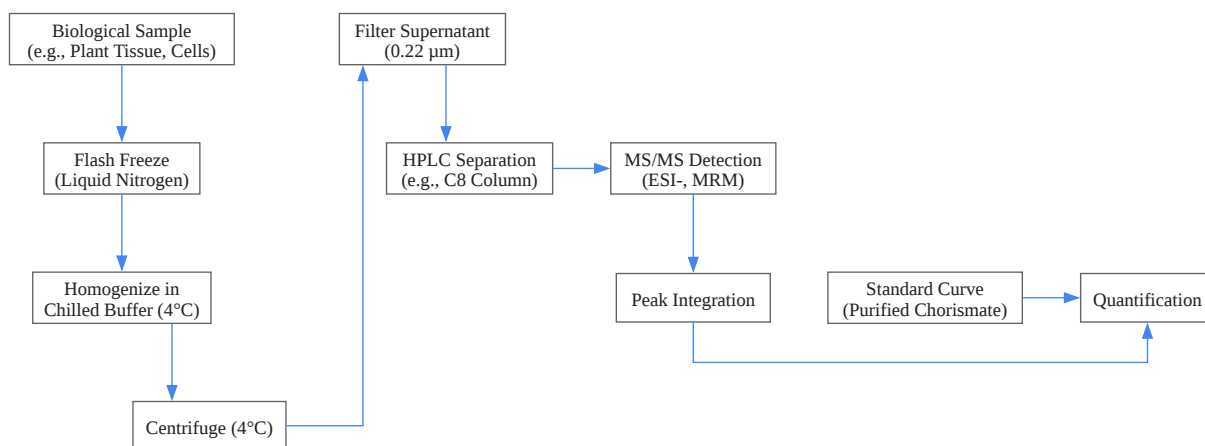 Biological Sample
(e.g., Plant Tissue, Cells)
Flash Freeze
(Liquid Nitrogen)
Homogenize in
Chilled Buffer (4°C)
Centrifuge (4°C)
Filter Supernatant
(0.22 µm)
HPLC Separation
(e.g., C8 Column)
MS/MS Detection
(ESI-, MRM)
Peak Integration
Standard Curve
(Purified Chorismate)
Quantification